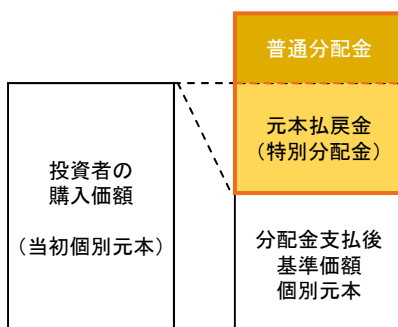 普通分配金
元本払戻金
（特別分配金）
投資者の
購入価額
（当初個別元本）
分配金支払後
基準価額
個別元本